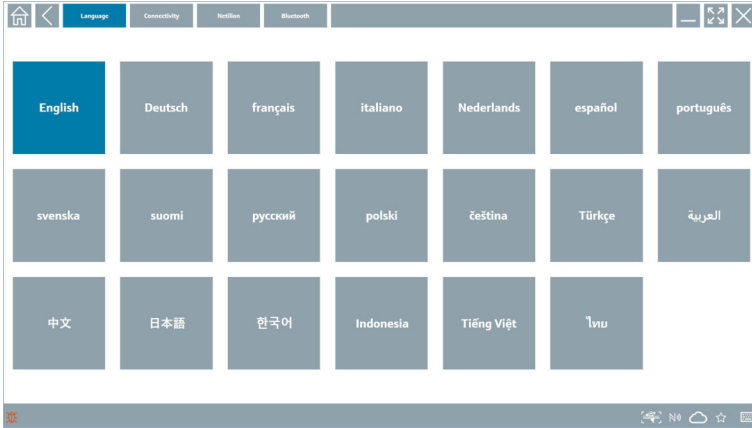 Language Connectivity Netilion Bluetooth
English Deutsch français italiano Nederlands español português
svenska suomi русский polski čeština Türkçe العربية
中文 日本語 한국어 Indonesia Tiếng Việt ไทย